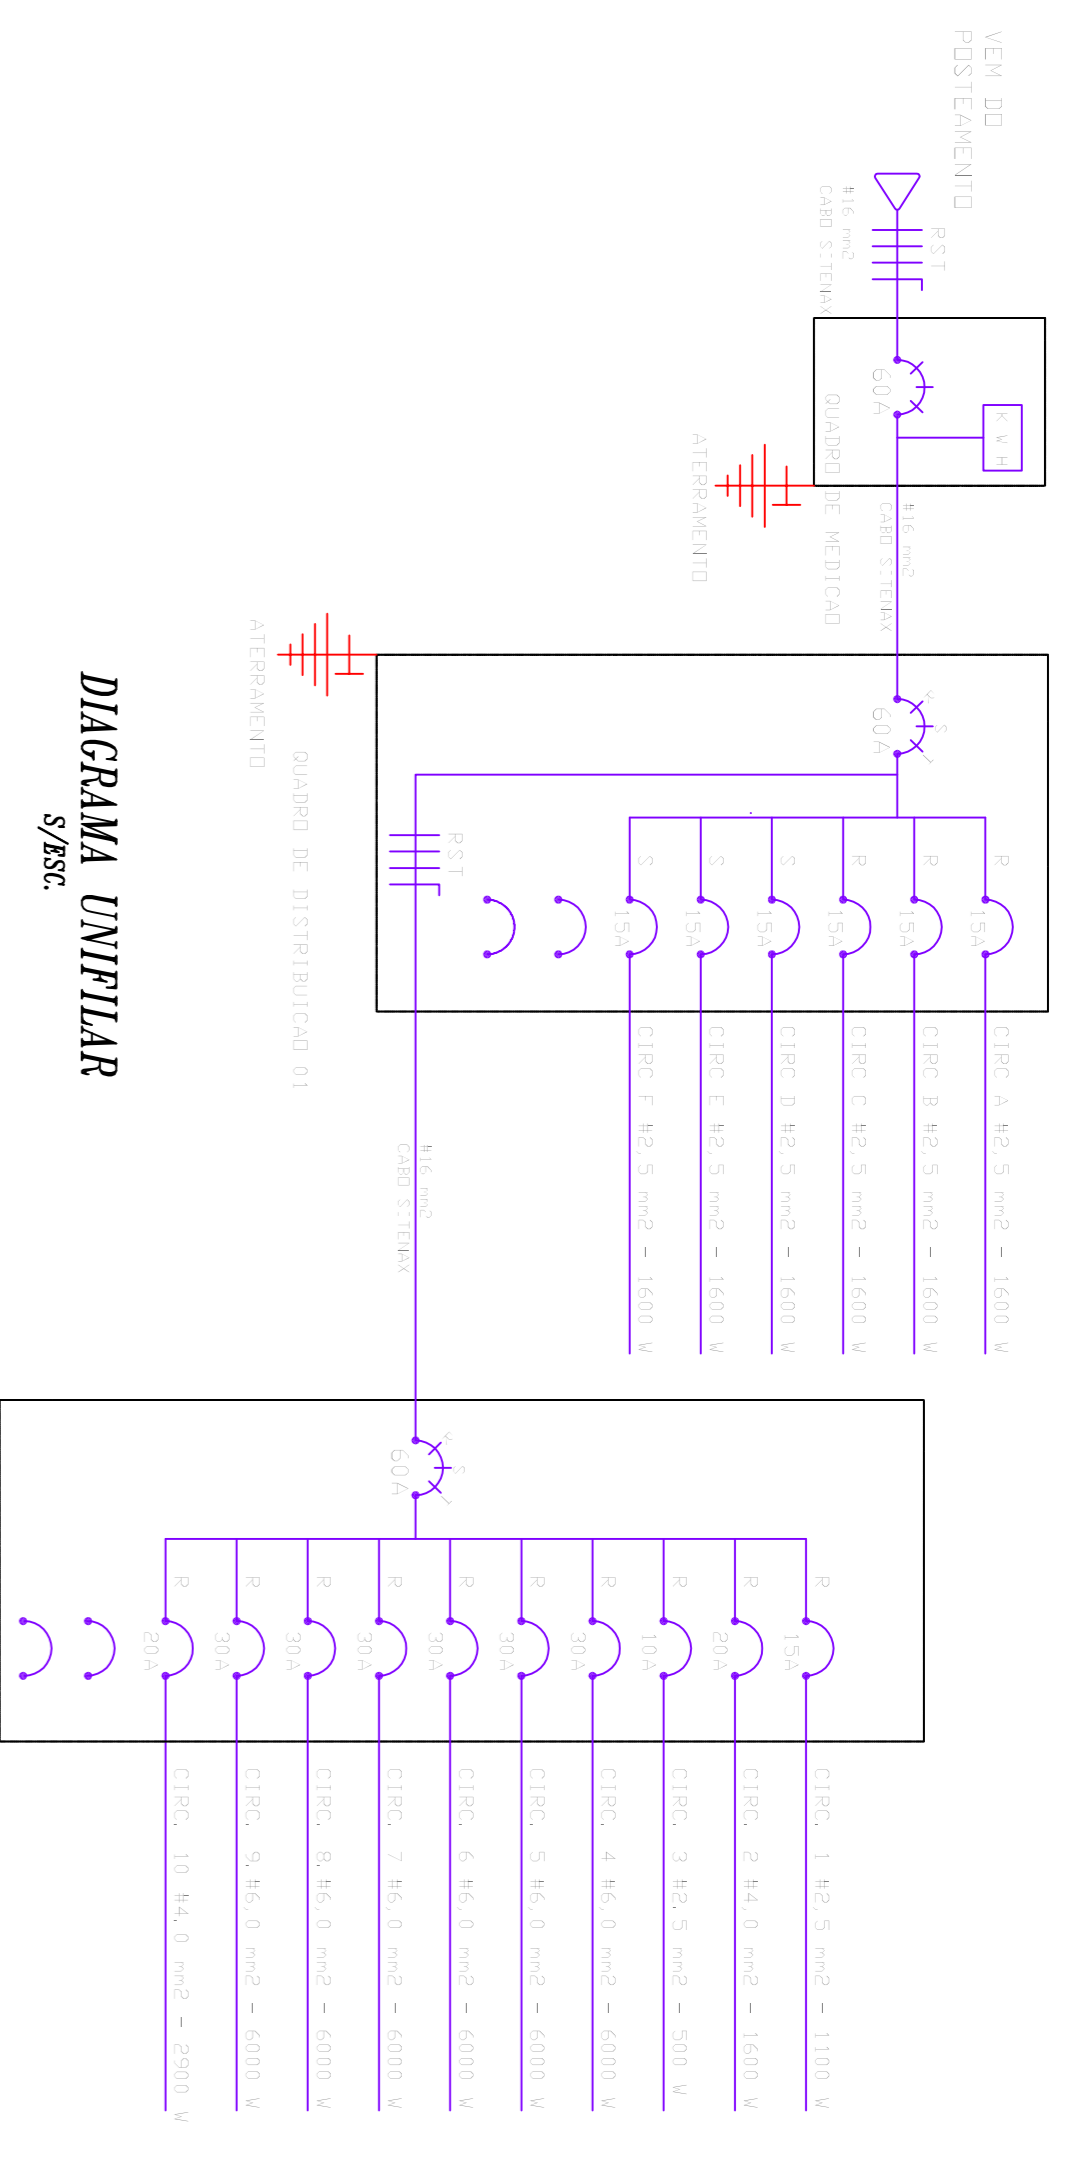 VEM DO
POSTEAMENTO
RST
#16 mm2
CABO SITENAX
60A
K W H
QUADRO DE MEDICAO
ATERRAMENTO
#16 mm2
CABO SITENAX
R
S
T
60A
ATERRAMENTO
QUADRO DE DISTRIBUICAO 01
RST
R
15A
CIRC A #2,5 mm2 - 1600 W
R
15A
CIRC B #2,5 mm2 - 1600 W
R
15A
CIRC C #2,5 mm2 - 1600 W
S
15A
CIRC D #2,5 mm2 - 1600 W
S
15A
CIRC E #2,5 mm2 - 1600 W
S
15A
CIRC F #2,5 mm2 - 1600 W
#16 mm2
CABO SITENAX
R
S
T
60A
R
15A
CIRC. 1 #2,5 mm2 - 1100 W
R
20A
CIRC. 2 #4,0 mm2 - 1600 W
R
10A
CIRC. 3 #2,5 mm2 - 500 W
R
30A
CIRC. 4 #6,0 mm2 - 6000 W
R
30A
CIRC. 5 #6,0 mm2 - 6000 W
R
30A
CIRC. 6 #6,0 mm2 - 6000 W
R
30A
CIRC. 7 #6,0 mm2 - 6000 W
R
30A
CIRC. 8,#6,0 mm2 - 6000 W
R
30A
CIRC. 9,#6,0 mm2 - 6000 W
R
20A
CIRC. 10 #4,0 mm2 - 2900 W
DIAGRAMA UNIFILAR
S/ESC.